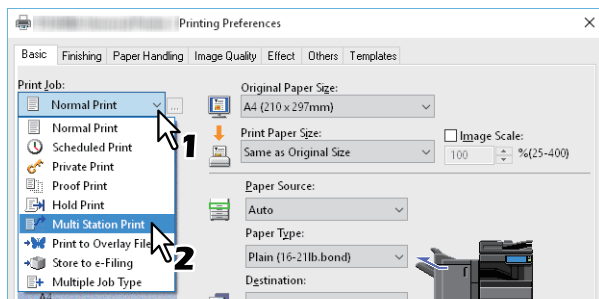 Printing Preferences
Basic Finishing Paper Handling Image Quality Effect Others Templates
Print Job:
Normal Print
...
Normal Print
Scheduled Print
Private Print
Proof Print
Hold Print
Multi Station Print
Print to Overlay File
Store to e-Filing
Multiple Job Type
1
2
Original Paper Size:
A4 (210 x 297mm)
Print Paper Size:
Same as Original Size
Image Scale:
100 %(25-400)
Paper Source:
Auto
Paper Type:
Plain (16-21lb.bond)
Destination: